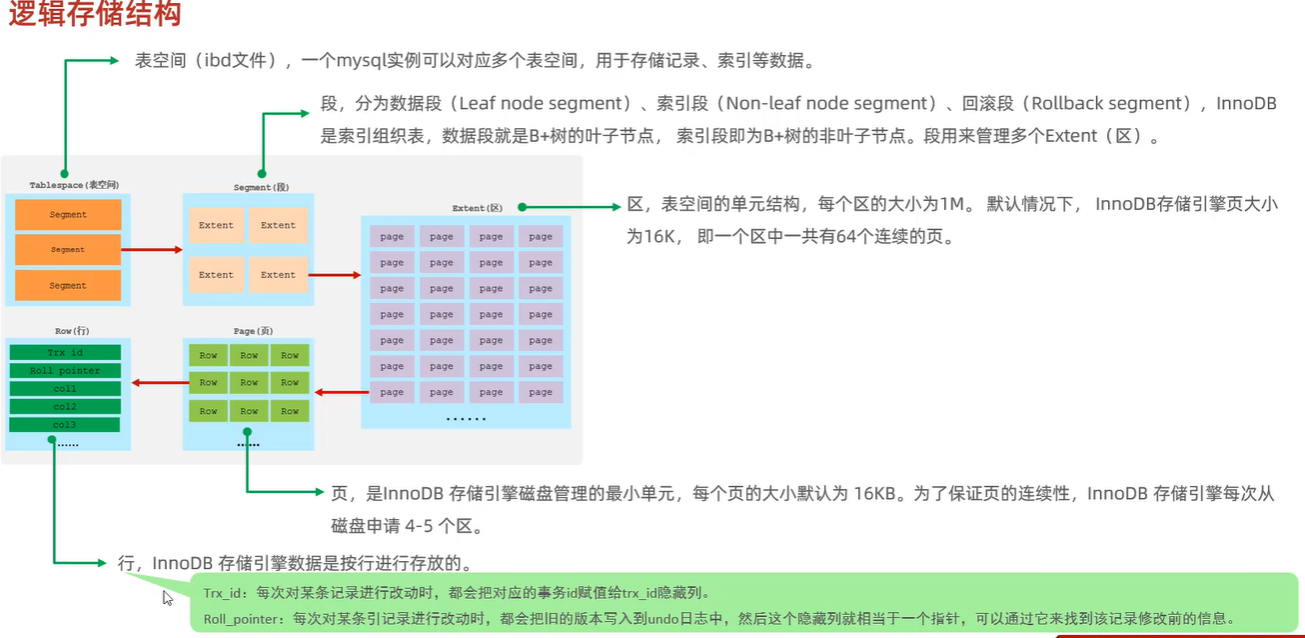 逻辑存储结构
表空间（ibd文件），一个mysql实例可以对应多个表空间，用于存储记录、索引等数据。
段，分为数据段（Leaf node segment）、索引段（Non-leaf node segment）、回滚段（Rollback segment），InnoDB
是索引组织表，数据段就是B+树的叶子节点， 索引段即为B+树的非叶子节点。段用来管理多个Extent（区）。
Tablespace(表空间)
Segment
Segment
Segment
Segment(段)
Extent Extent
Extent Extent
Extent(区)
page page page page
page page page page
page page page page
page page page page
page page page page
page page page page
page page page page
......
区，表空间的单元结构，每个区的大小为1M。 默认情况下， InnoDB存储引擎页大小
为16K， 即一个区中一共有64个连续的页。
Row(行)
Trx id
Roll pointer
col1
col2
col3
......
Page(页)
Row Row Row
Row Row Row
Row Row Row
......
页，是InnoDB 存储引擎磁盘管理的最小单元，每个页的大小默认为 16KB。为了保证页的连续性，InnoDB 存储引擎每次从
磁盘申请 4-5 个区。
行，InnoDB 存储引擎数据是按行进行存放的。
Trx_id：每次对某条记录进行改动时，都会把对应的事务id赋值给trx_id隐藏列。
Roll_pointer：每次对某条引记录进行改动时，都会把旧的版本写入到undo日志中，然后这个隐藏列就相当于一个指针，可以通过它来找到该记录修改前的信息。